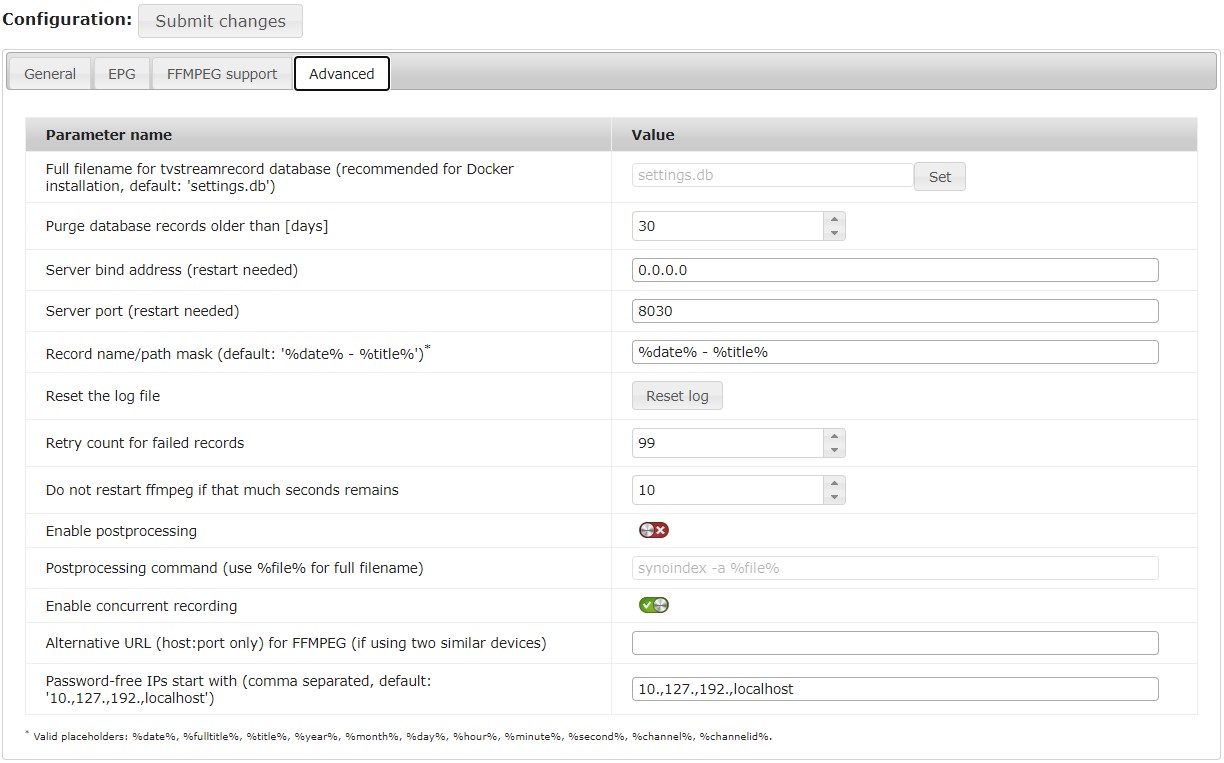 Configuration: Submit changes
General EPG FFMPEG support Advanced
Parameter name Value
Full filename for tvstreamrecord database (recommended for Docker
installation, default: 'settings.db') settings.db Set
Purge database records older than [days] 30
Server bind address (restart needed) 0.0.0.0
Server port (restart needed) 8030
Record name/path mask (default: '%date% - %title%')* %date% - %title%
Reset the log file Reset log
Retry count for failed records 99
Do not restart ffmpeg if that much seconds remains 10
Enable postprocessing
Postprocessing command (use %file% for full filename) synoindex -a %file%
Enable concurrent recording
Alternative URL (host:port only) for FFMPEG (if using two similar devices)
Password-free IPs start with (comma separated, default:
'10.,127.,192.,localhost') 10.,127.,192.,localhost
* Valid placeholders: %date%, %fulltitle%, %title%, %year%, %month%, %day%, %hour%, %minute%, %second%, %channel%, %channelid%.